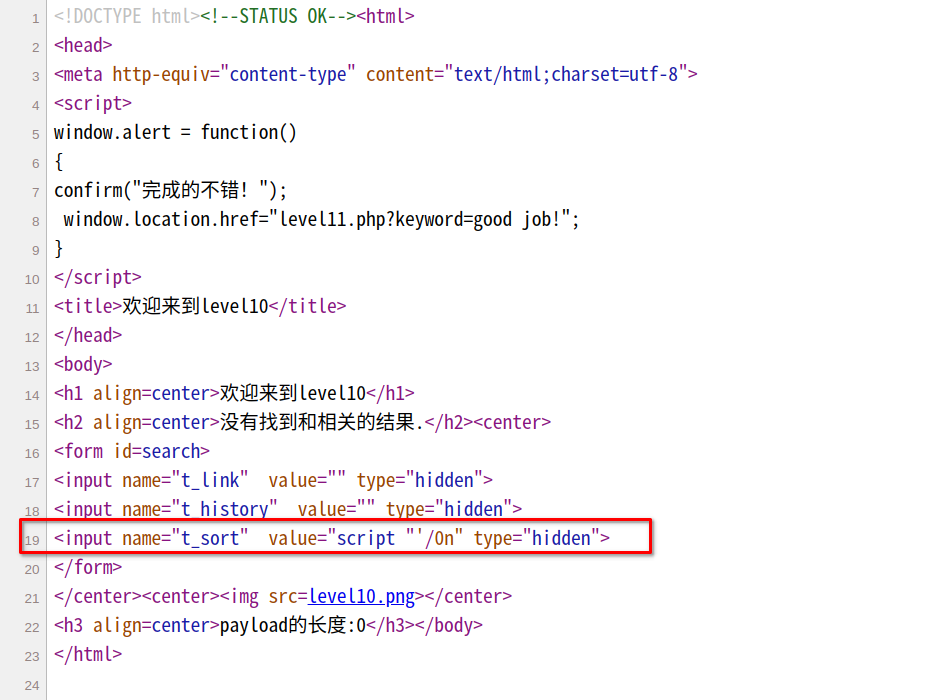 1 <!DOCTYPE html><!--STATUS OK--><html>
2 <head>
3 <meta http-equiv="content-type" content="text/html;charset=utf-8">
4 <script>
5 window.alert = function()
6 {
7 confirm("完成的不错！");
8  window.location.href="level11.php?keyword=good job!";
9 }
10 </script>
11 <title>欢迎来到level10</title>
12 </head>
13 <body>
14 <h1 align=center>欢迎来到level10</h1>
15 <h2 align=center>没有找到和相关的结果.</h2><center>
16 <form id=search>
17 <input name="t_link"  value="" type="hidden">
18 <input name="t_history"  value="" type="hidden">
19 <input name="t_sort"  value="script "'/On" type="hidden">
20 </form>
21 </center><center><img src=level10.png></center>
22 <h3 align=center>payload的长度:0</h3></body>
23 </html>
24